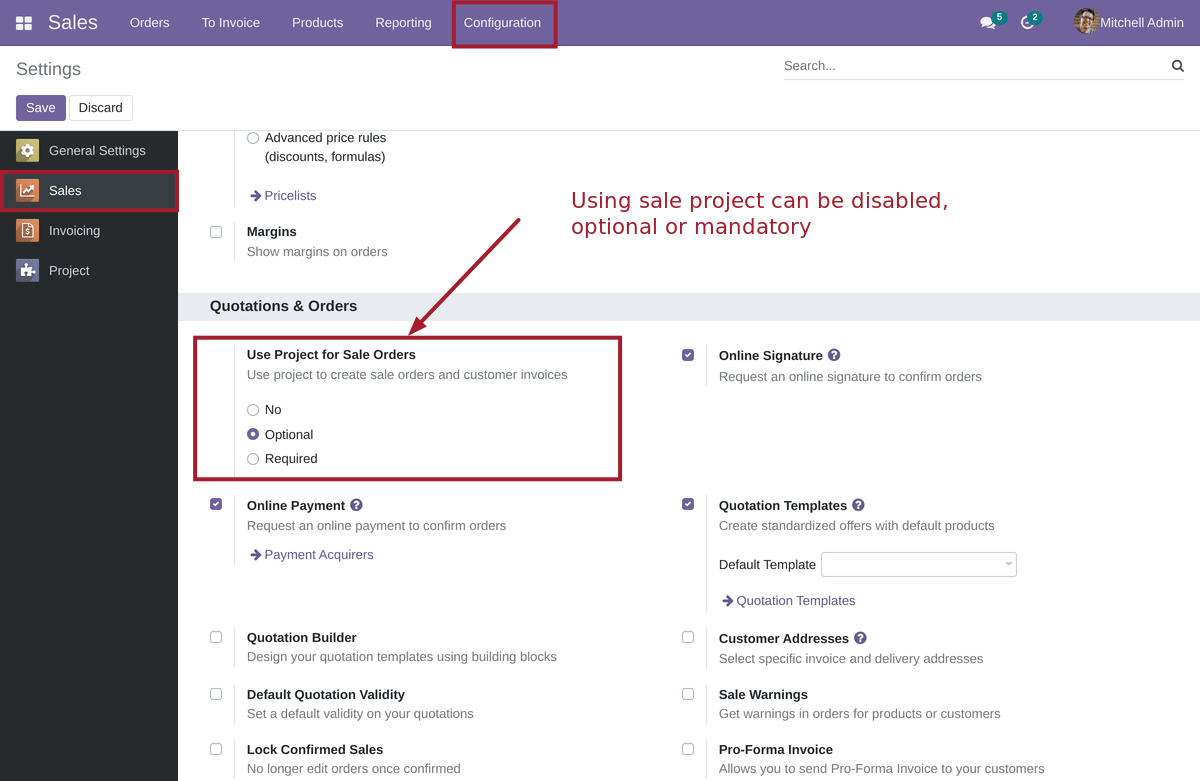 Sales Orders To Invoice Products Reporting Configuration 5 2 Mitchell Admin
Settings
Search...
Save Discard
General Settings
Sales
Invoicing
Project
Advanced price rules
(discounts, formulas)
Pricelists
Margins
Show margins on orders
Using sale project can be disabled,
optional or mandatory
Quotations & Orders
Use Project for Sale Orders
Use project to create sale orders and customer invoices
No
Optional
Required
Online Signature ?
Request an online signature to confirm orders
Online Payment ?
Request an online payment to confirm orders
Payment Acquirers
Quotation Templates ?
Create standardized offers with default products
Default Template
Quotation Templates
Quotation Builder
Design your quotation templates using building blocks
Customer Addresses ?
Select specific invoice and delivery addresses
Default Quotation Validity
Set a default validity on your quotations
Sale Warnings
Get warnings in orders for products or customers
Lock Confirmed Sales
No longer edit orders once confirmed
Pro-Forma Invoice
Allows you to send Pro-Forma Invoice to your customers